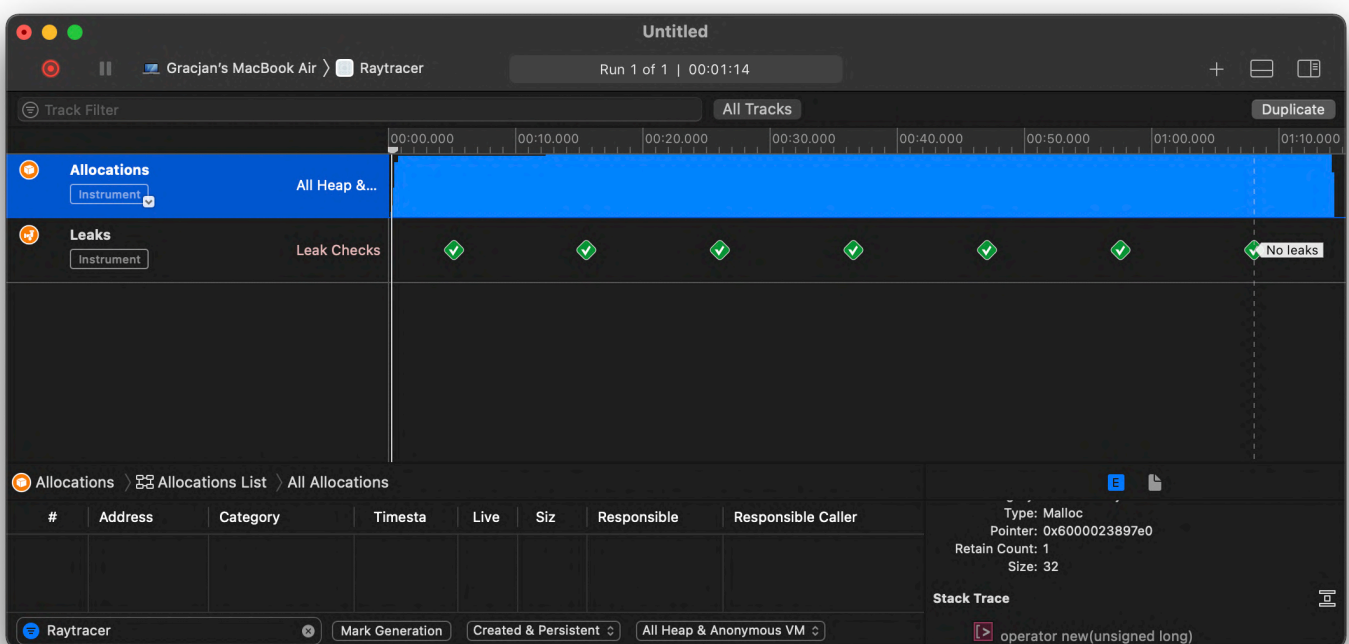 Untitled
Gracjan's MacBook Air 〉 Raytracer
Run 1 of 1 | 00:01:14
Track Filter
All Tracks
Duplicate
00:00.000 00:10.000 00:20.000 00:30.000 00:40.000 00:50.000 01:00.000 01:10.000
Allocations
Instrument
All Heap &...
Leaks
Instrument
Leak Checks
No leaks
Allocations 〉 Allocations List 〉 All Allocations
E
# Address Category Timesta Live Siz Responsible Responsible Caller
Type: Malloc
Pointer: 0x6000023897e0
Retain Count: 1
Size: 32
Stack Trace
operator new(unsigned long)
Raytracer
Mark Generation
Created & Persistent
All Heap & Anonymous VM